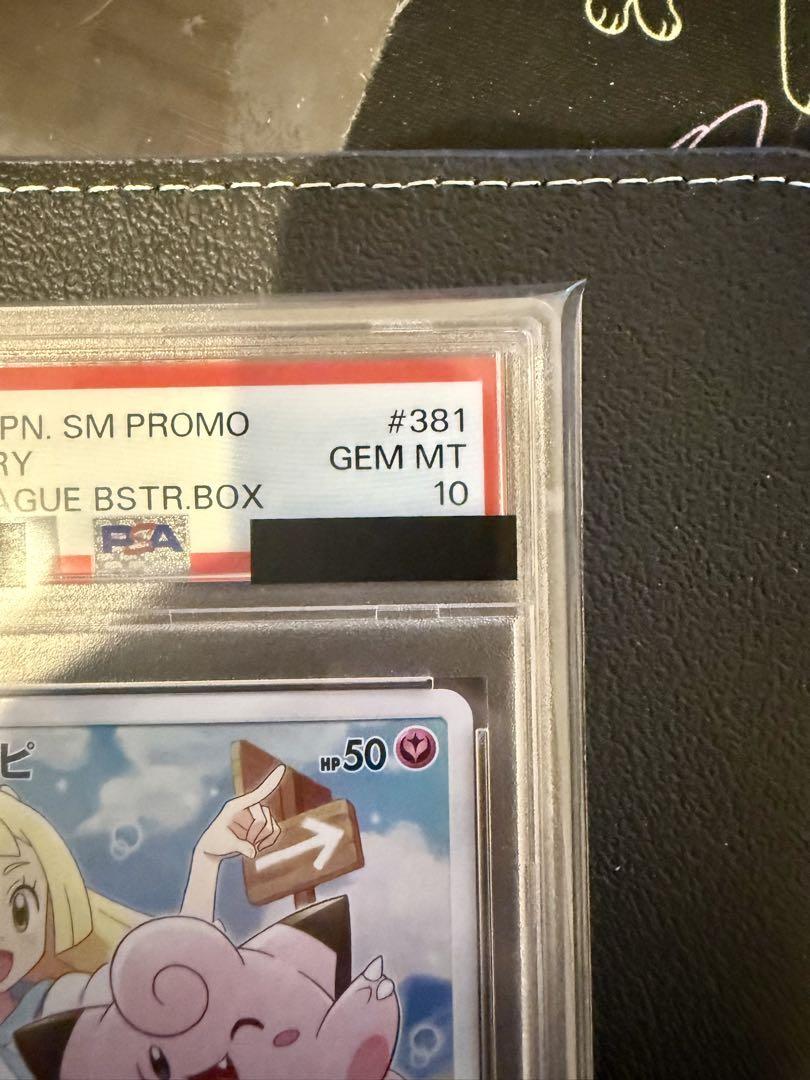 PN. SM PROMO #381
RY GEM MT
AGUE BSTR.BOX 10
PSA
ピ HP50